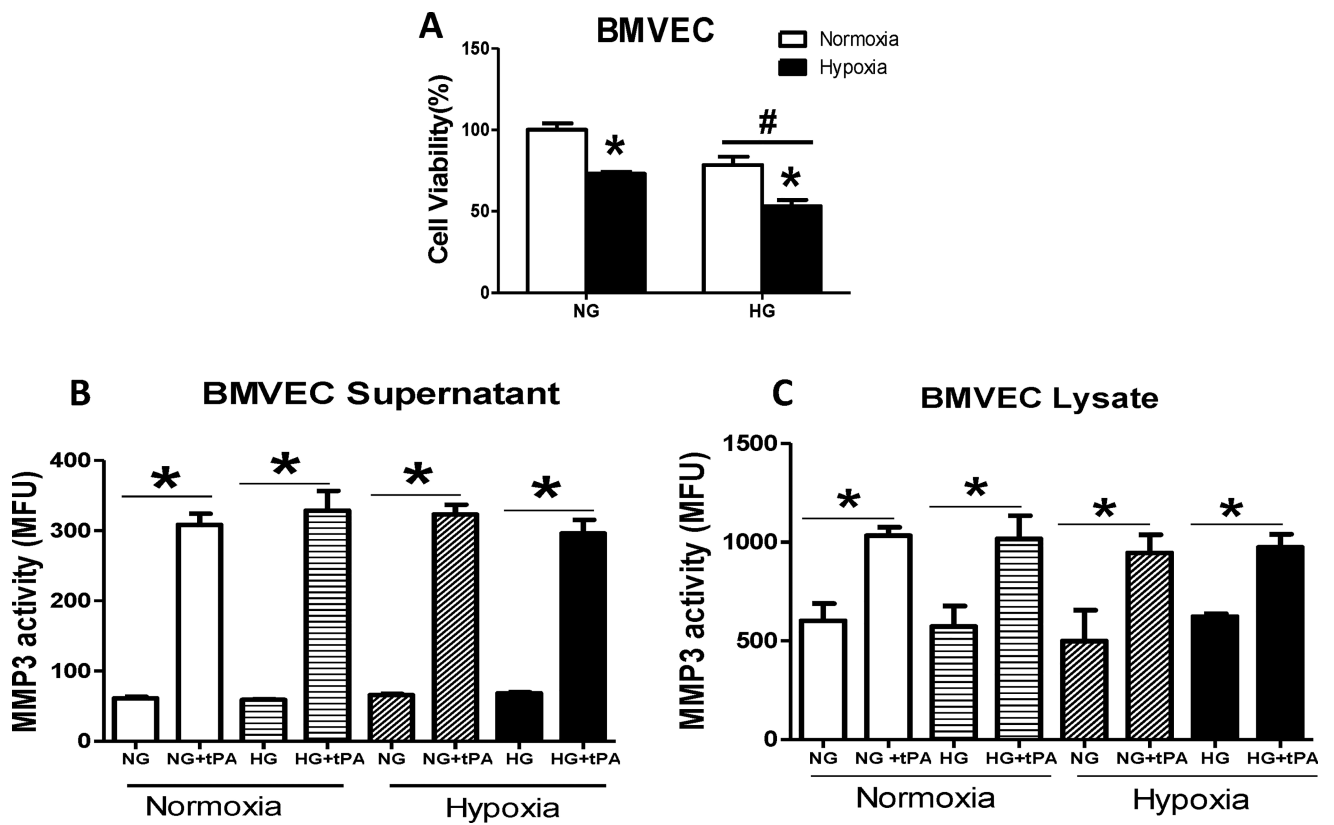 A
BMVEC
Normoxia
Hypoxia
Cell Viability(%)
150
100
50
0
*
#
*
NG
HG
B
BMVEC Supernatant
MMP3 activity (MFU)
400
300
200
100
0
* * * *
NG NG+tPA HG HG+tPA NG NG+tPA HG HG+tPA
Normoxia Hypoxia
C
BMVEC Lysate
MMP3 activity (MFU)
1500
1000
500
0
* * * *
NG NG +tPA HG HG+tPA NG NG+tPA HG HG+tPA
Normoxia Hypoxia